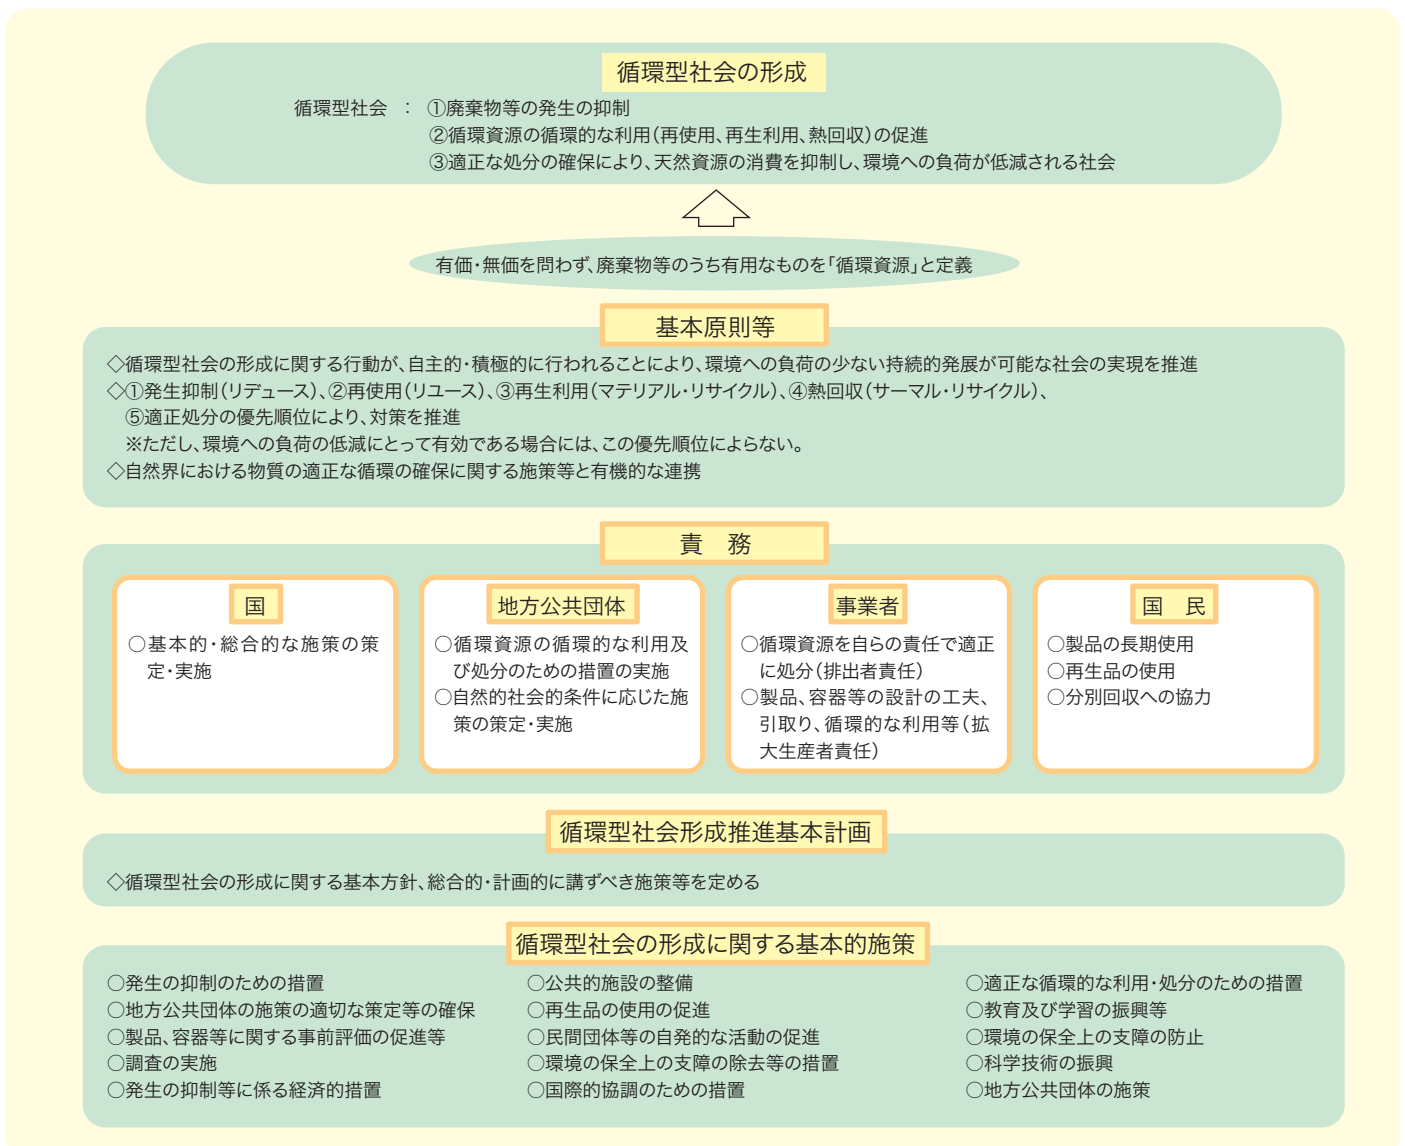 循環型社会の形成
循環型社会 : ①廃棄物等の発生の抑制
②循環資源の循環的な利用(再使用、再生利用、熱回収)の促進
③適正な処分の確保により、天然資源の消費を抑制し、環境への負荷が低減される社会
有価・無価を問わず、廃棄物等のうち有用なものを「循環資源」と定義
基本原則等
◇循環型社会の形成に関する行動が、自主的・積極的に行われることにより、環境への負荷の少ない持続的発展が可能な社会の実現を推進
◇①発生抑制(リデュース)、②再使用(リユース)、③再生利用(マテリアル・リサイクル)、④熱回収(サーマル・リサイクル)、
⑤適正処分の優先順位により、対策を推進
※ただし、環境への負荷の低減にとって有効である場合には、この優先順位によらない。
◇自然界における物質の適正な循環の確保に関する施策等と有機的な連携
責 務
国
○基本的・総合的な施策の策
定・実施
地方公共団体
○循環資源の循環的な利用及
び処分のための措置の実施
○自然的社会的条件に応じた施
策の策定・実施
事業者
○循環資源を自らの責任で適正
に処分(排出者責任)
○製品、容器等の設計の工夫、
引取り、循環的な利用等(拡
大生産者責任)
国 民
○製品の長期使用
○再生品の使用
○分別回収への協力
循環型社会形成推進基本計画
◇循環型社会の形成に関する基本方針、総合的・計画的に講ずべき施策等を定める
循環型社会の形成に関する基本的施策
○発生の抑制のための措置
○地方公共団体の施策の適切な策定等の確保
○製品、容器等に関する事前評価の促進等
○調査の実施
○発生の抑制等に係る経済的措置
○公共的施設の整備
○再生品の使用の促進
○民間団体等の自発的な活動の促進
○環境の保全上の支障の除去等の措置
○国際的協調のための措置
○適正な循環的な利用・処分のための措置
○教育及び学習の振興等
○環境の保全上の支障の防止
○科学技術の振興
○地方公共団体の施策